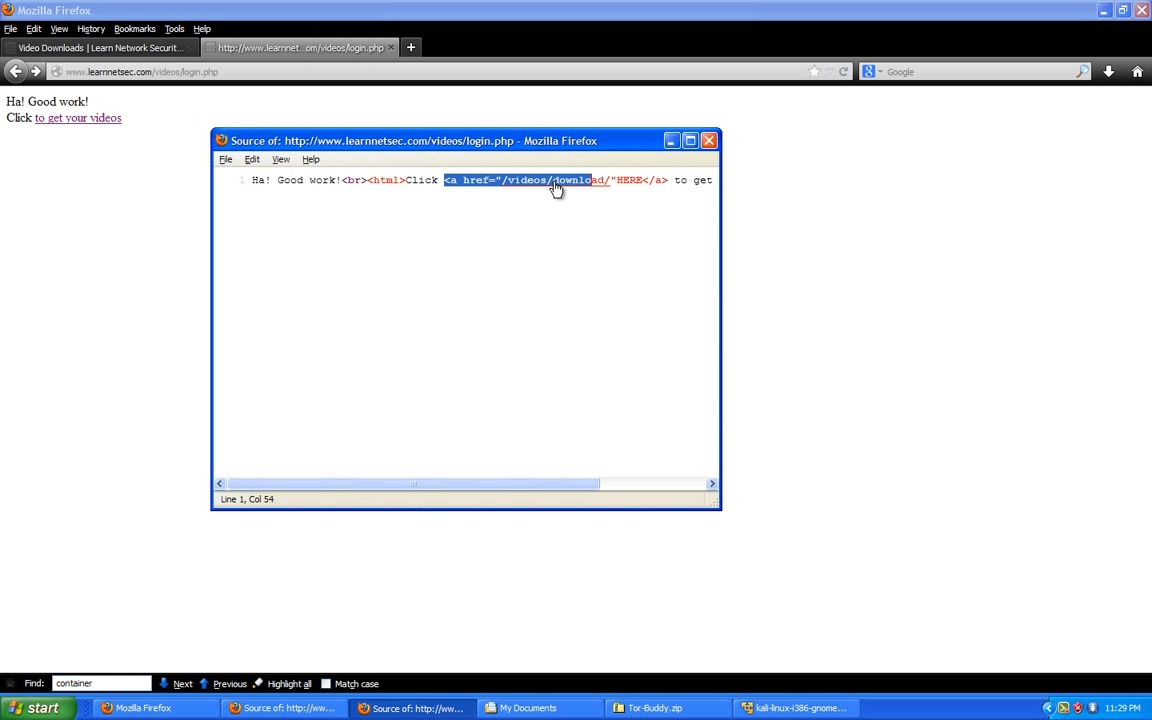 Mozilla Firefox
File Edit View History Bookmarks Tools Help
Video Downloads | Learn Network Securit... http://www.learnnet...om/videos/login.php × +
www.learnnetsec.com/videos/login.php Google
Ha! Good work!
Click to get your videos
Source of: http://www.learnnetsec.com/videos/login.php - Mozilla Firefox
File Edit View Help
1 Ha! Good work!<br><html>Click <a href="/videos/download/"HERE</a> to get
Line 1, Col 54
× Find: container Next Previous Highlight all Match case
start Mozilla Firefox Source of: http://ww... Source of: http://ww... My Documents Tor-Buddy.zip kali-linux-i386-gnome... 11:29 PM